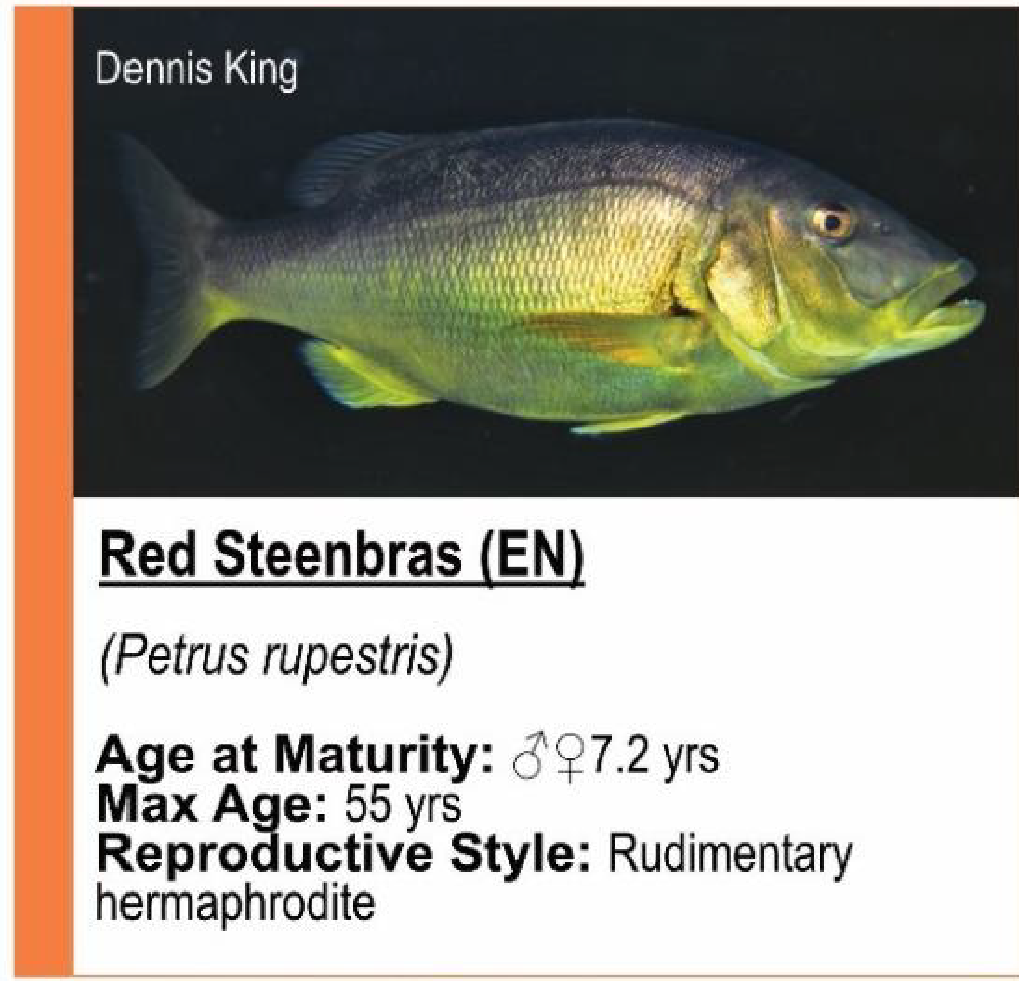 Dennis King
Red Steenbras (EN)
(Petrus rupestris)
Age at Maturity: ♂♀7.2 yrs
Max Age: 55 yrs
Reproductive Style: Rudimentary
hermaphrodite